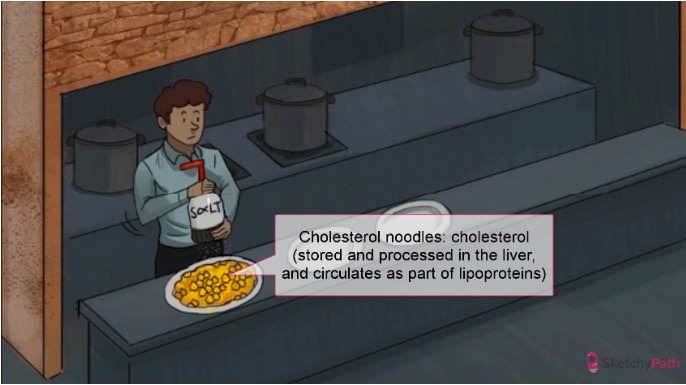 SALT
Cholesterol noodles: cholesterol
(stored and processed in the liver,
and circulates as part of lipoproteins)
SketchyPath